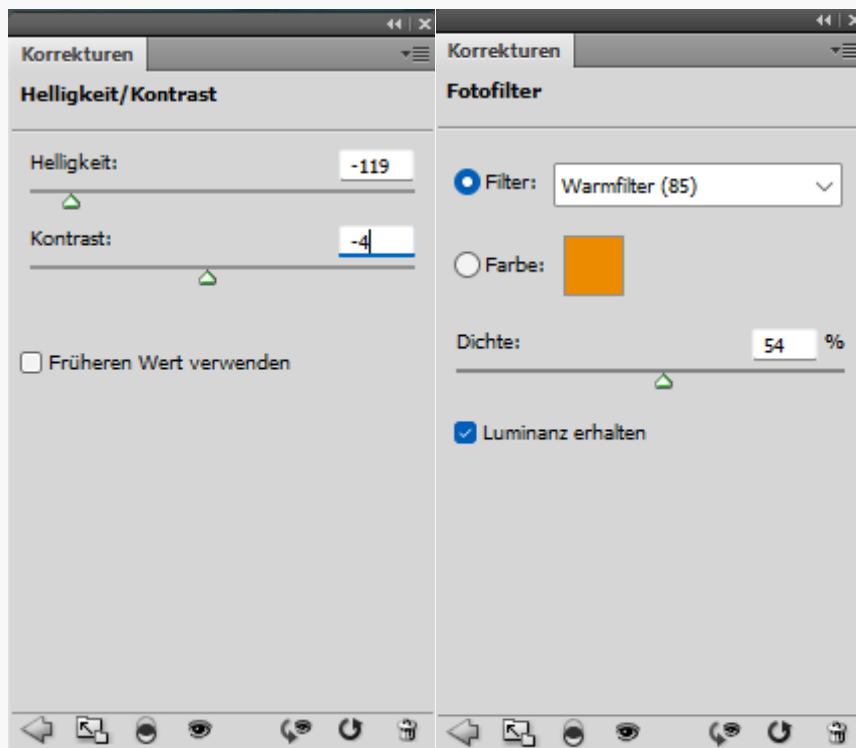 Korrekturen
Helligkeit/Kontrast
Helligkeit: -119
Kontrast: -4
Früheren Wert verwenden
Korrekturen
Fotofilter
Filter: Warmfilter (85)
Farbe:
Dichte: 54 %
Luminanz erhalten